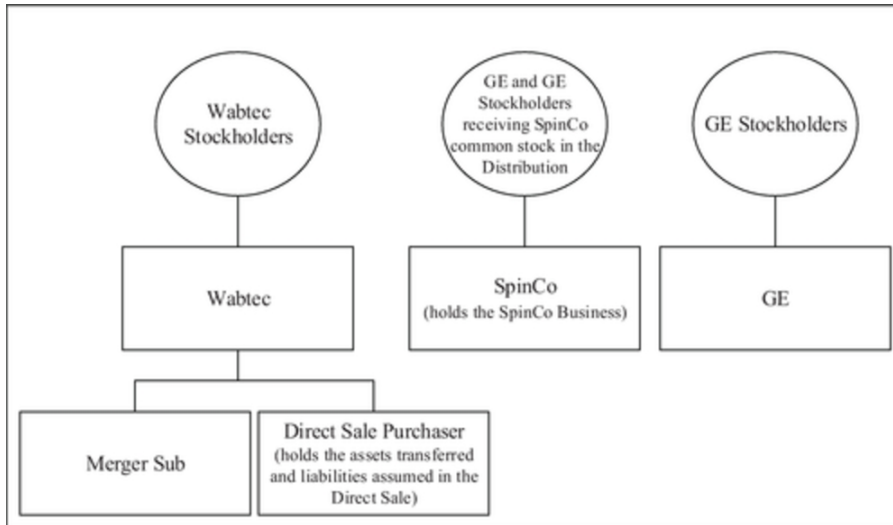 Wabtec
Stockholders
GE and GE
Stockholders
receiving SpinCo
common stock in the
Distribution
GE Stockholders
Wabtec
SpinCo
(holds the SpinCo Business)
GE
Merger Sub
Direct Sale Purchaser
(holds the assets transferred
and liabilities assumed in the
Direct Sale)